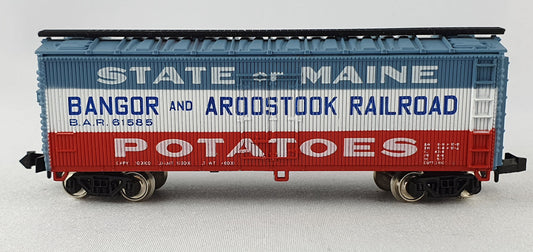 STATE OF MAINE
BANGOR AND AROOSTOOK RAILROAD
B.A.R. 61585
POTATOES